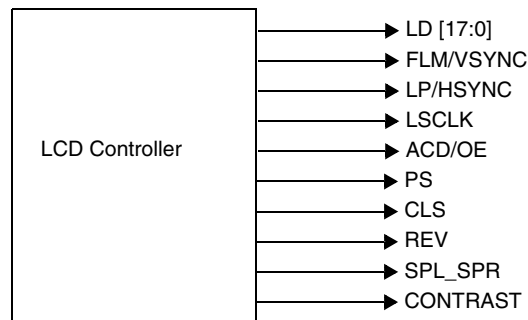 LD [17:0]
FLM/VSYNC
LP/HSYNC
LSCLK
LCD Controller
ACD/OE
PS
CLS
REV
SPL_SPR
CONTRAST